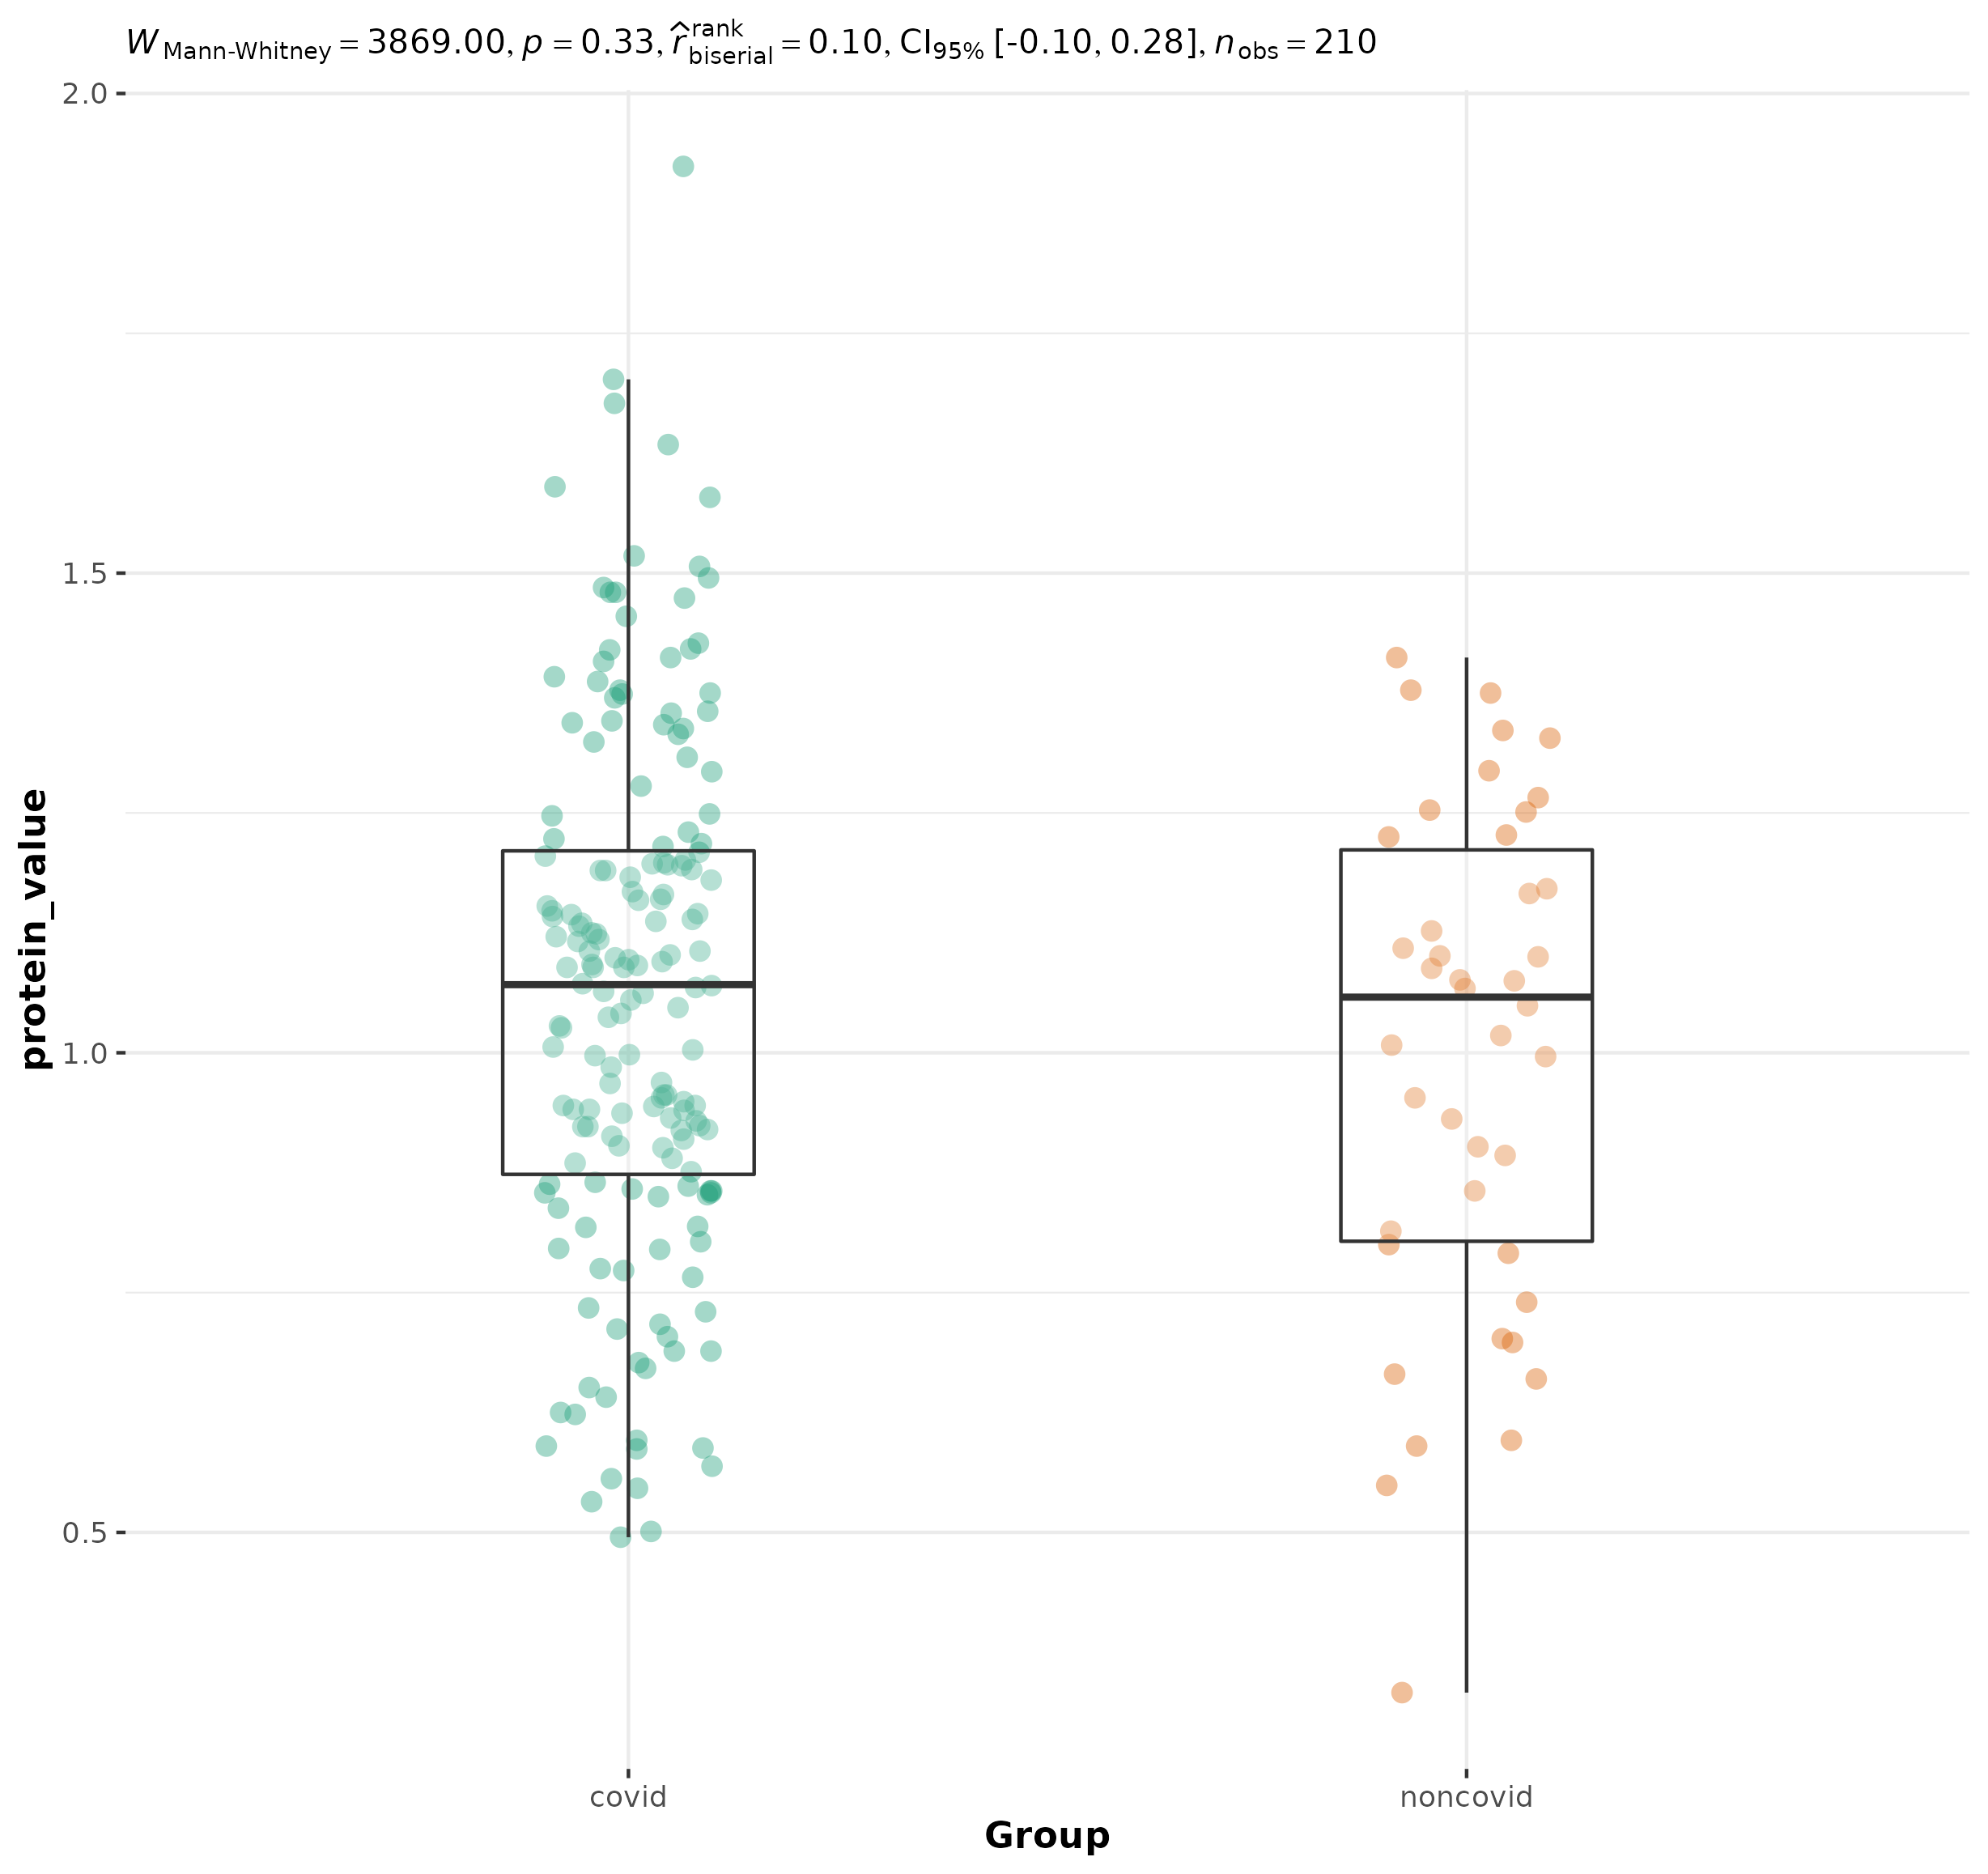 W Mann-Whitney = 3869.00, p = 0.33, r̂ rank biserial = 0.10, CI95% [-0.10, 0.28], nobs = 210
2.0
1.5
1.0
0.5
protein_value
covid noncovid
Group